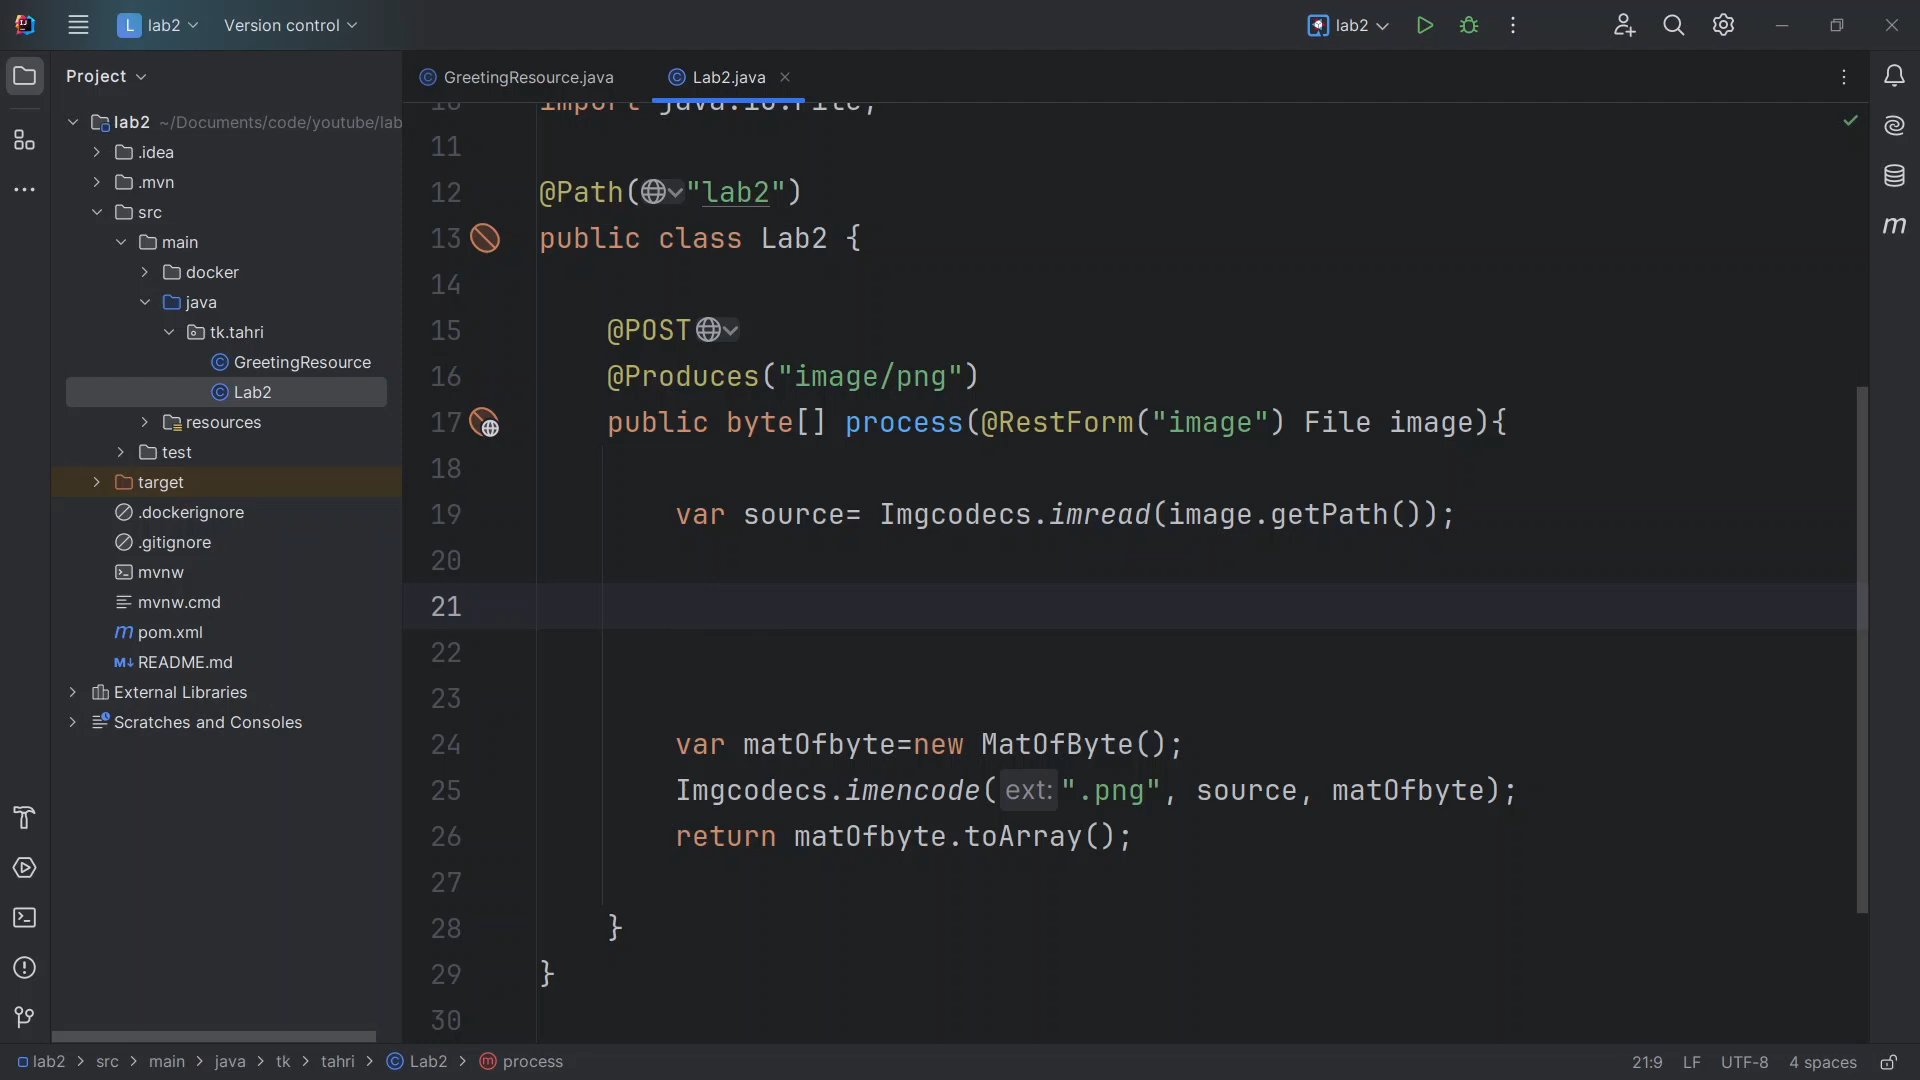 L lab2 Version control
lab2
Project
GreetingResource.java
Lab2.java
lab2 ~/Documents/code/youtube/lab
.idea
.mvn
src
main
docker
java
tk.tahri
GreetingResource
Lab2
resources
test
target
.dockerignore
.gitignore
mvnw
mvnw.cmd
pom.xml
README.md
External Libraries
Scratches and Consoles
10 import java.io.File;
11
12 @Path("lab2")
13 public class Lab2 {
14
15 @POST
16 @Produces("image/png")
17 public byte[] process(@RestForm("image") File image){
18
19 var source= Imgcodecs.imread(image.getPath());
20
21
22
23
24 var matOfbyte=new MatOfByte();
25 Imgcodecs.imencode( ext: ".png", source, matOfbyte);
26 return matOfbyte.toArray();
27
28 }
29 }
30
lab2 > src > main > java > tk > tahri > Lab2 > process
21:9 LF UTF-8 4 spaces